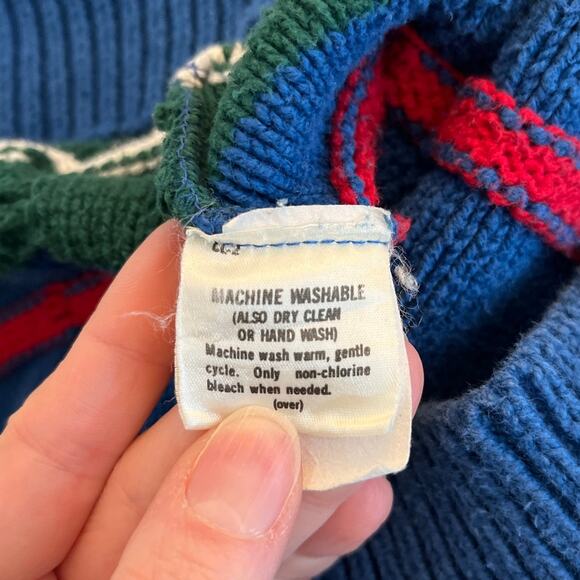 MACHINE WASHABLE
(ALSO DRY CLEAN
OR HAND WASH)
Machine wash warm, gentle
cycle. Only non-chlorine
bleach when needed.
(over)